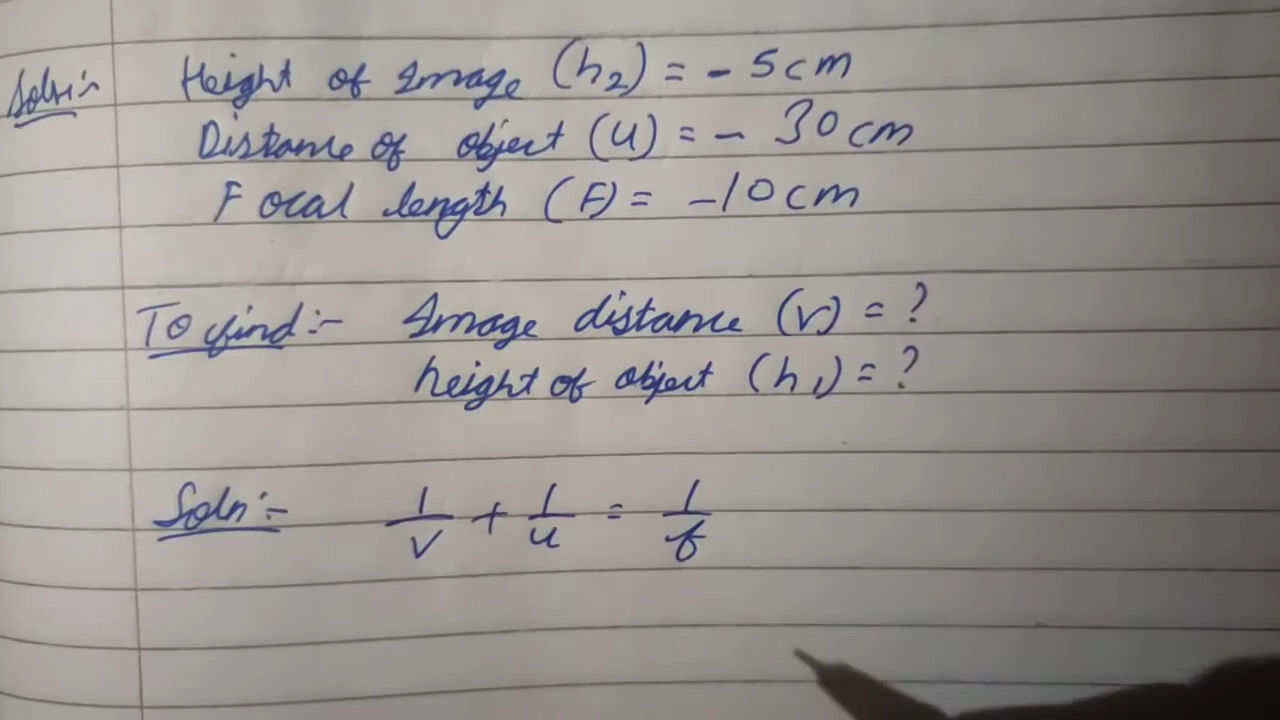 Soln:- Height of Image (h2) = - 5cm
Distance of object (u) = - 30cm
Focal length (F) = -10cm
To find:- Image distance (v) = ?
height of object (h1) = ?
Soln:- 1/v + 1/u = 1/f